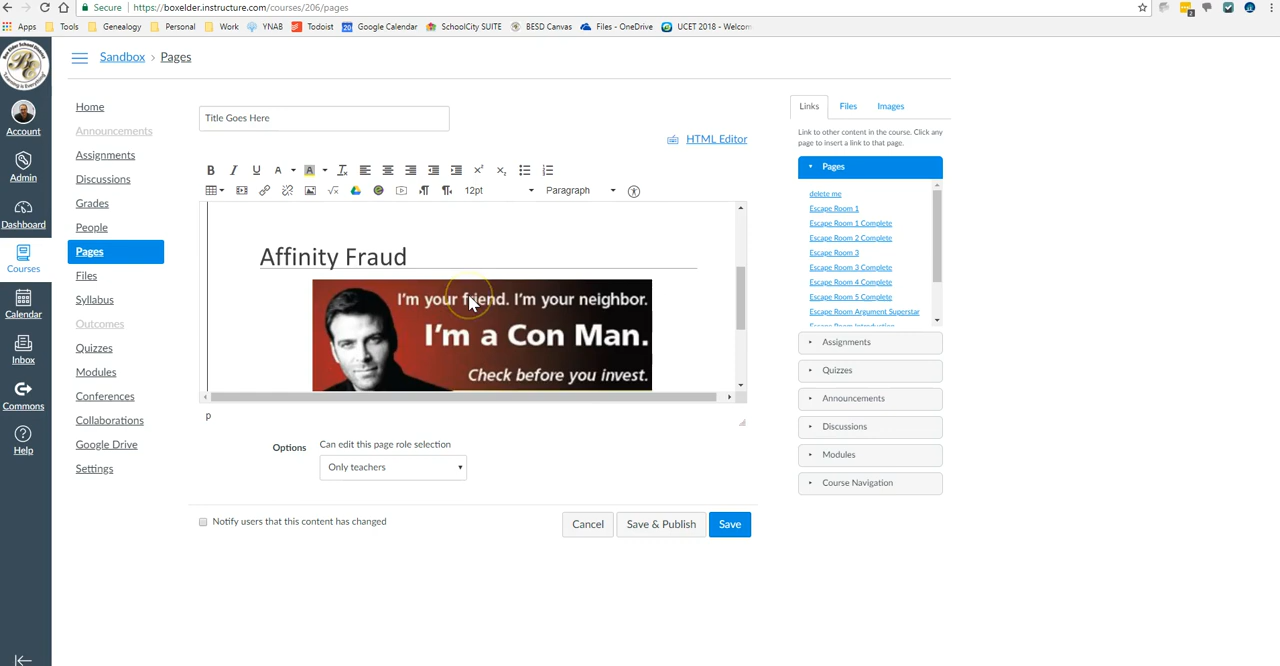 Secure
https://boxelder.instructure.com/courses/206/pages
Apps Tools Genealogy Personal Work YNAB Todoist Google Calendar SchoolCity SUITE BESD Canvas Files - OneDrive UCET 2018 - Welcom
Sandbox > Pages
Account
Admin
Dashboard
Courses
Calendar
Inbox
Commons
Help
Home
Announcements
Assignments
Discussions
Grades
People
Pages
Files
Syllabus
Outcomes
Quizzes
Modules
Conferences
Collaborations
Google Drive
Settings
Title Goes Here
HTML Editor
12pt Paragraph
Affinity Fraud
I'm your friend. I'm your neighbor.
I'm a Con Man.
Check before you invest.
p
Options
Can edit this page role selection
Only teachers
Notify users that this content has changed
Cancel
Save & Publish
Save
Links Files Images
Link to other content in the course. Click any
page to insert a link to that page.
Pages
delete me
Escape Room 1
Escape Room 1 Complete
Escape Room 2 Complete
Escape Room 3
Escape Room 3 Complete
Escape Room 4 Complete
Escape Room 5 Complete
Escape Room Argument Superstar
Escape Room Introduction
Assignments
Quizzes
Announcements
Discussions
Modules
Course Navigation